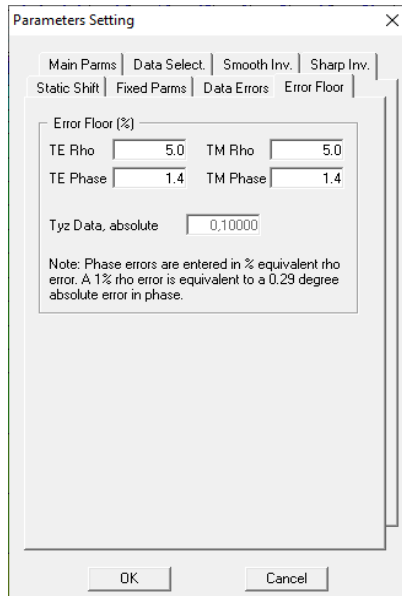 Parameters Setting
Main Parms Data Select. Smooth Inv. Sharp Inv.
Static Shift Fixed Parms Data Errors Error Floor
Error Floor (%)
TE Rho 5.0 TM Rho 5.0
TE Phase 1.4 TM Phase 1.4
Tyz Data, absolute 0,10000
Note: Phase errors are entered in % equivalent rho
error. A 1% rho error is equivalent to a 0.29 degree
absolute error in phase.
OK Cancel